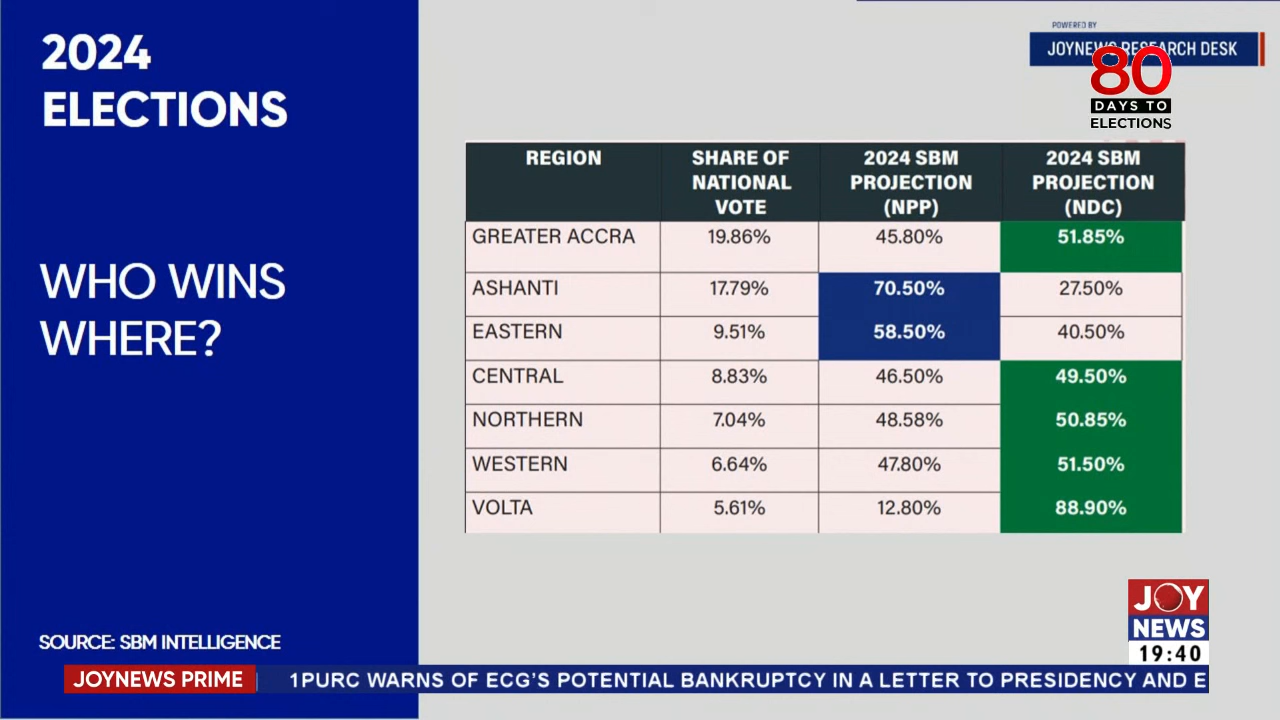 2024
ELECTIONS
WHO WINS
WHERE?
SOURCE: SBM INTELLIGENCE
POWERED BY
JOYNEWS RESEARCH DESK
80
DAYS TO
ELECTIONS
REGION SHARE OF NATIONAL VOTE 2024 SBM PROJECTION (NPP) 2024 SBM PROJECTION (NDC)
GREATER ACCRA 19.86% 45.80% 51.85%
ASHANTI 17.79% 70.50% 27.50%
EASTERN 9.51% 58.50% 40.50%
CENTRAL 8.83% 46.50% 49.50%
NORTHERN 7.04% 48.58% 50.85%
WESTERN 6.64% 47.80% 51.50%
VOLTA 5.61% 12.80% 88.90%
JOY
NEWS
19:40
JOYNEWS PRIME 1PURC WARNS OF ECG'S POTENTIAL BANKRUPTCY IN A LETTER TO PRESIDENCY AND E